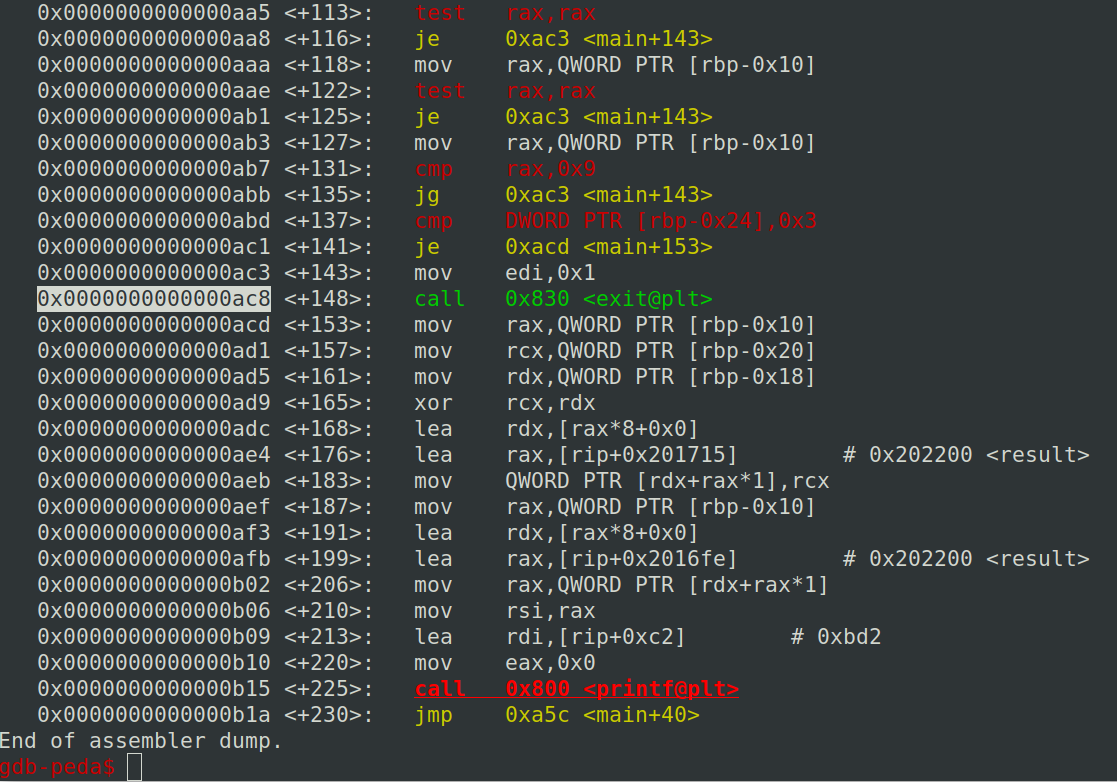 0x0000000000000aa5 <+113>: test rax,rax
0x0000000000000aa8 <+116>: je 0xac3 <main+143>
0x0000000000000aaa <+118>: mov rax,QWORD PTR [rbp-0x10]
0x0000000000000aae <+122>: test rax,rax
0x0000000000000ab1 <+125>: je 0xac3 <main+143>
0x0000000000000ab3 <+127>: mov rax,QWORD PTR [rbp-0x10]
0x0000000000000ab7 <+131>: cmp rax,0x9
0x0000000000000abb <+135>: jg 0xac3 <main+143>
0x0000000000000abd <+137>: cmp DWORD PTR [rbp-0x24],0x3
0x0000000000000ac1 <+141>: je 0xacd <main+153>
0x0000000000000ac3 <+143>: mov edi,0x1
0x0000000000000ac8 <+148>: call 0x830 <exit@plt>
0x0000000000000acd <+153>: mov rax,QWORD PTR [rbp-0x10]
0x0000000000000ad1 <+157>: mov rcx,QWORD PTR [rbp-0x20]
0x0000000000000ad5 <+161>: mov rdx,QWORD PTR [rbp-0x18]
0x0000000000000ad9 <+165>: xor rcx,rdx
0x0000000000000adc <+168>: lea rdx,[rax*8+0x0]
0x0000000000000ae4 <+176>: lea rax,[rip+0x201715] # 0x202200 <result>
0x0000000000000aeb <+183>: mov QWORD PTR [rdx+rax*1],rcx
0x0000000000000aef <+187>: mov rax,QWORD PTR [rbp-0x10]
0x0000000000000af3 <+191>: lea rdx,[rax*8+0x0]
0x0000000000000afb <+199>: lea rax,[rip+0x2016fe] # 0x202200 <result>
0x0000000000000b02 <+206>: mov rax,QWORD PTR [rdx+rax*1]
0x0000000000000b06 <+210>: mov rsi,rax
0x0000000000000b09 <+213>: lea rdi,[rip+0xc2] # 0xbd2
0x0000000000000b10 <+220>: mov eax,0x0
0x0000000000000b15 <+225>: call 0x800 <printf@plt>
0x0000000000000b1a <+230>: jmp 0xa5c <main+40>
End of assembler dump.
gdb-peda$